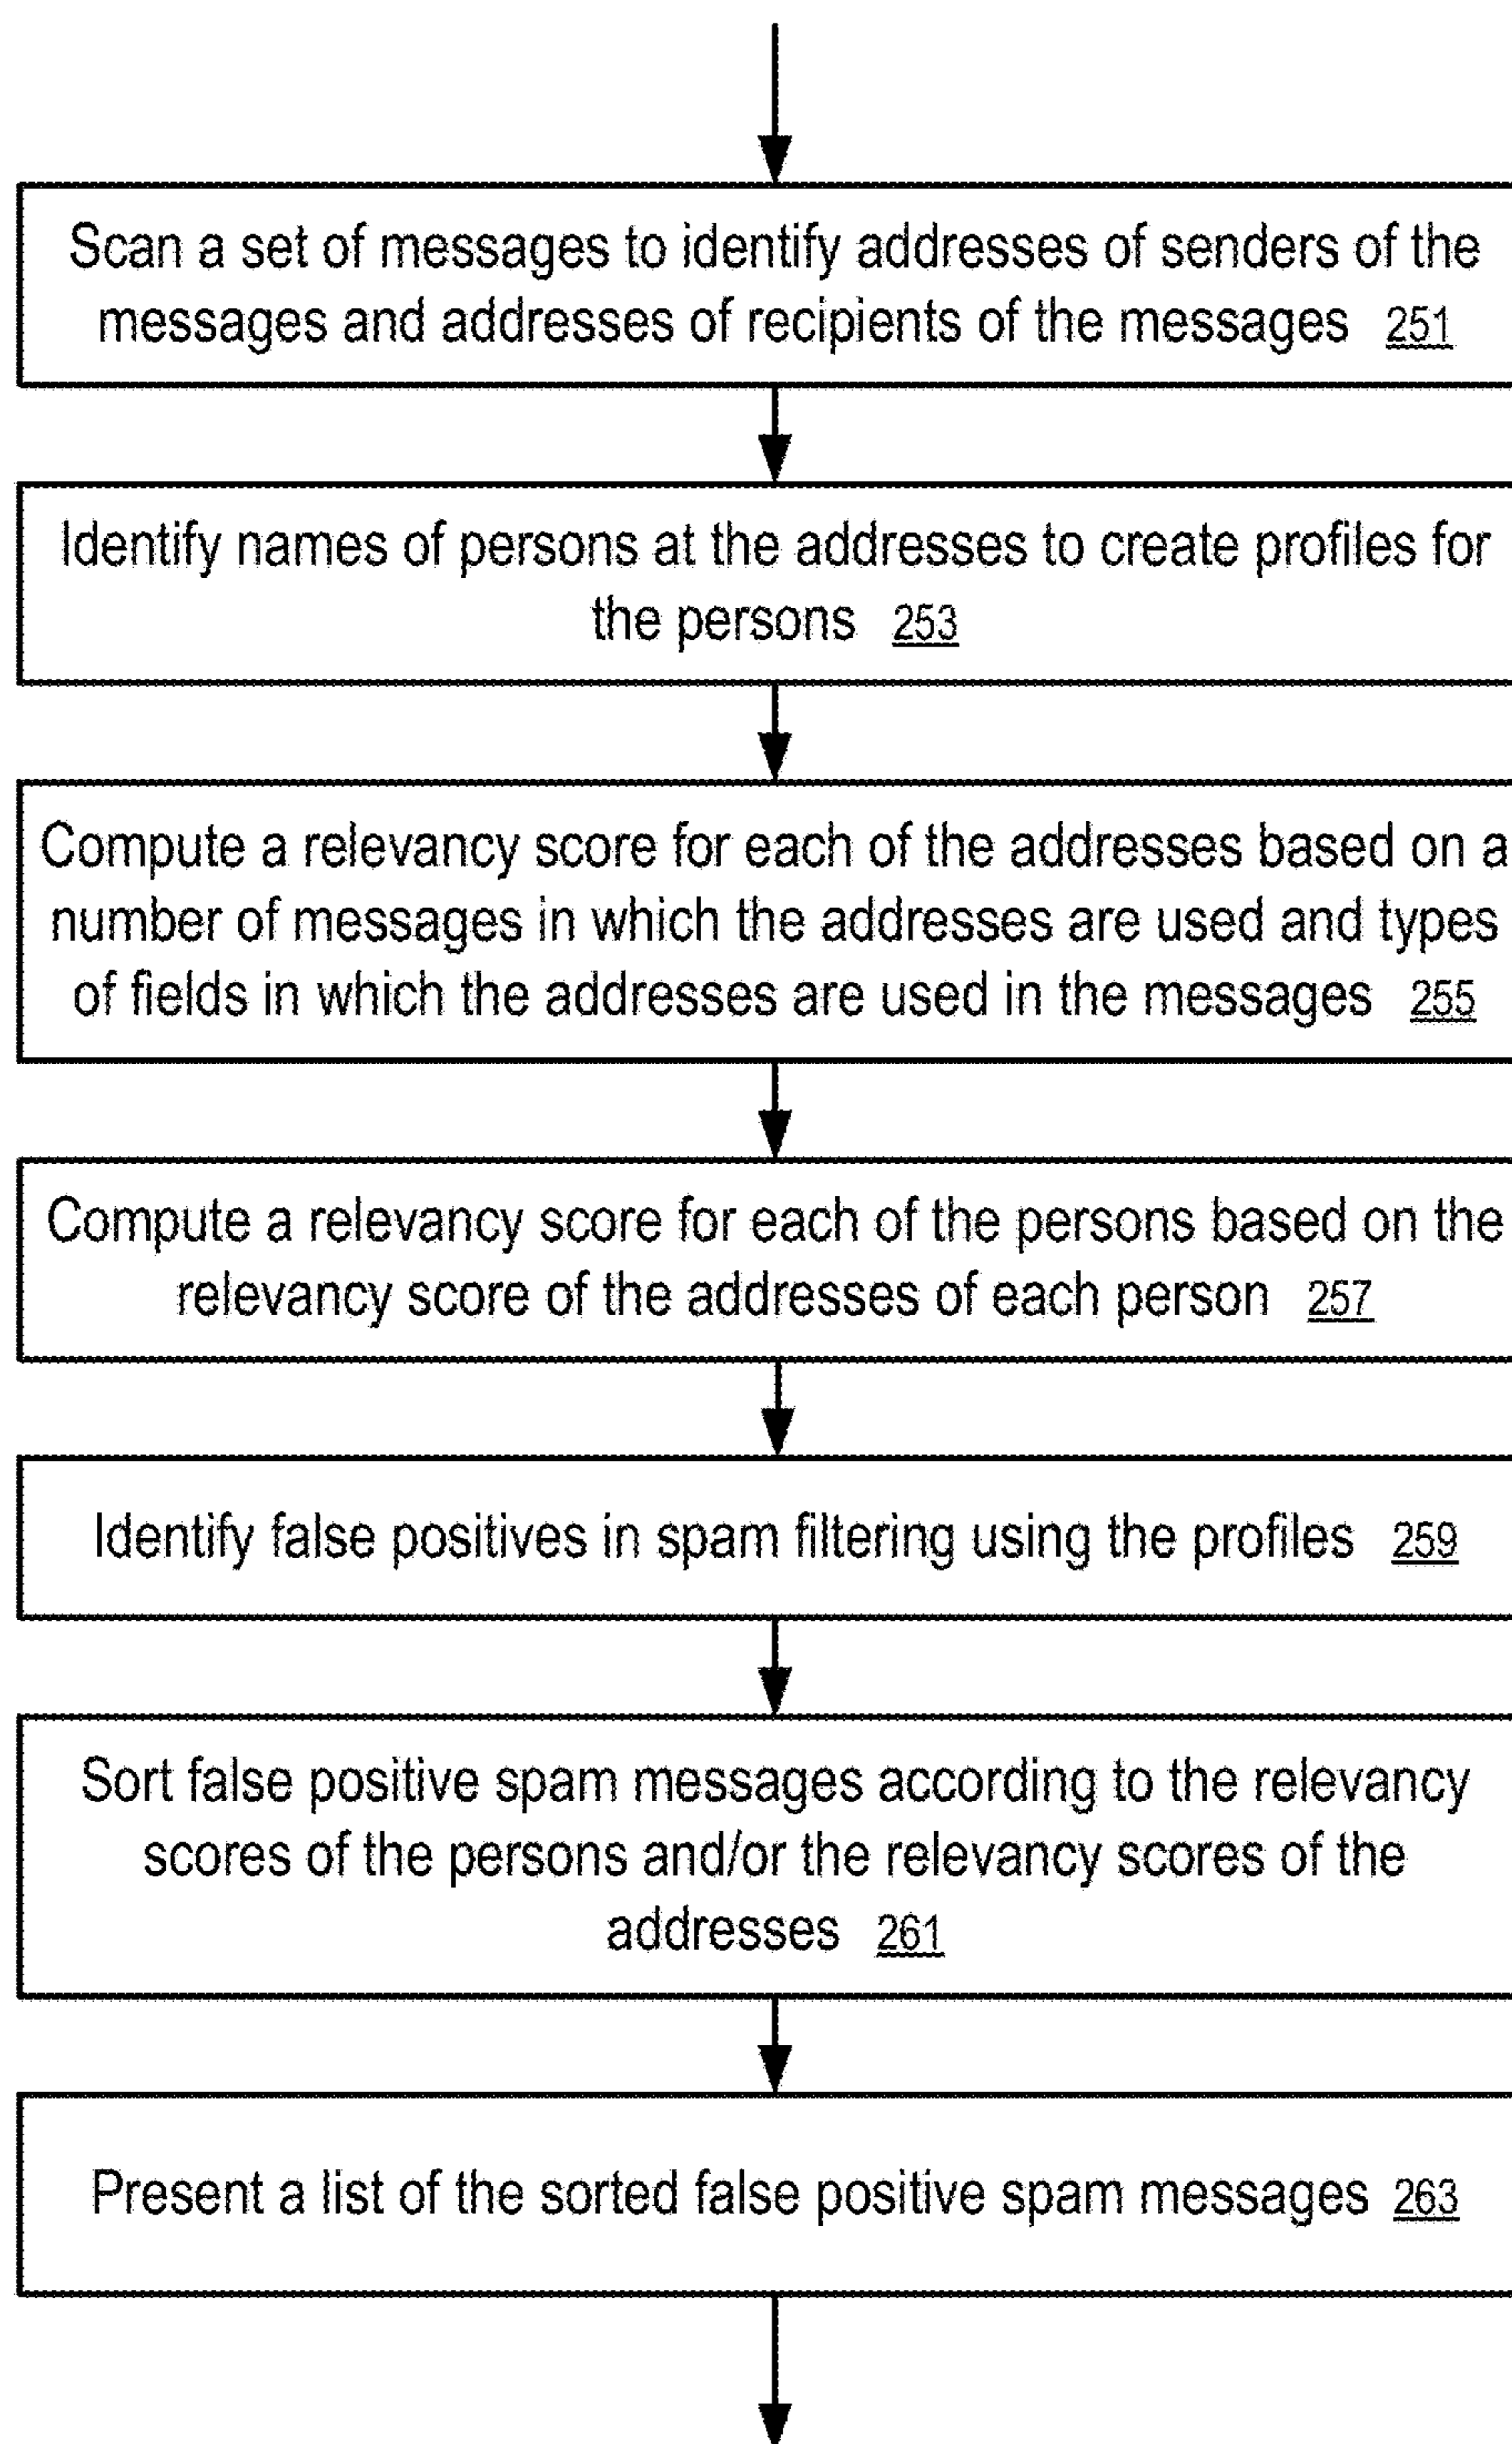 Scan a set of messages to identify addresses of senders of the
messages and addresses of recipients of the messages 251
Identify names of persons at the addresses to create profiles for
the persons 253
Compute a relevancy score for each of the addresses based on a
number of messages in which the addresses are used and types
of fields in which the addresses are used in the messages 255
Compute a relevancy score for each of the persons based on the
relevancy score of the addresses of each person 257
Identify false positives in spam filtering using the profiles 259
Sort false positive spam messages according to the relevancy
scores of the persons and/or the relevancy scores of the
addresses 261
Present a list of the sorted false positive spam messages 263